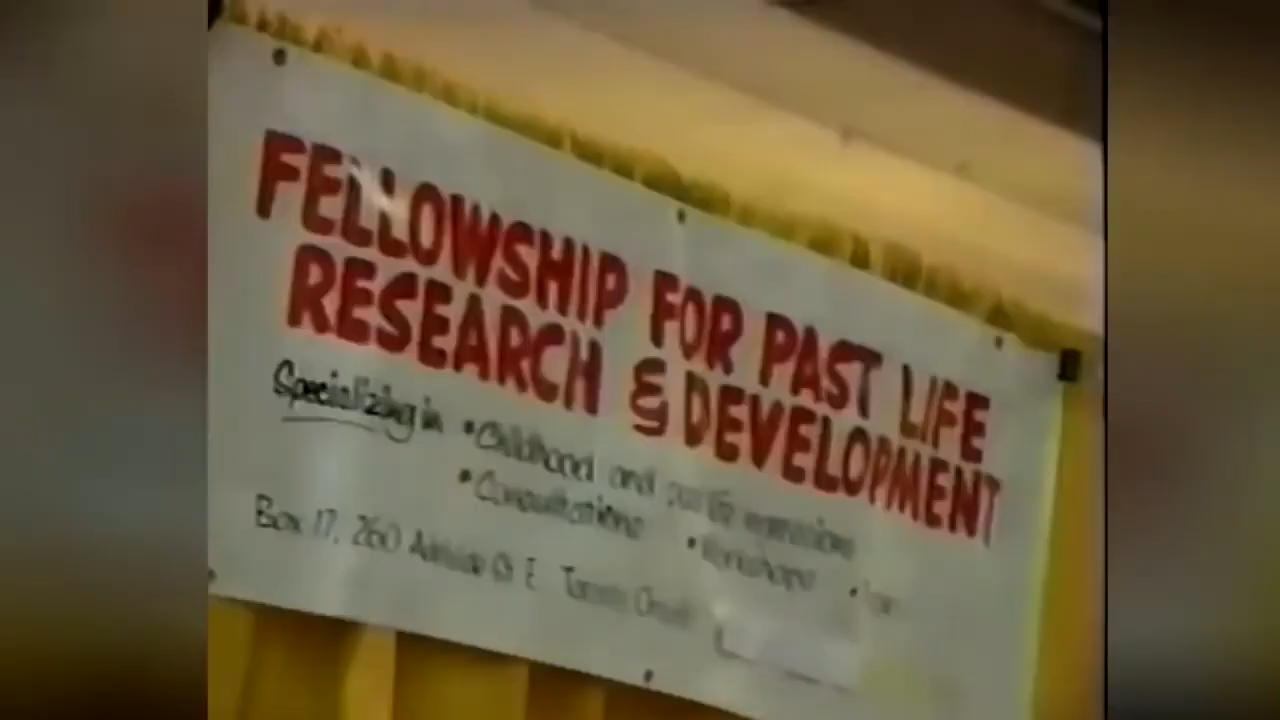 FELLOWSHIP FOR PAST LIFE
RESEARCH & DEVELOPMENT
Specializing in • Childhood and past life regressions
• Consultations • Workshops •
Box 17, 260 Adelaide St E. Toronto Ontario